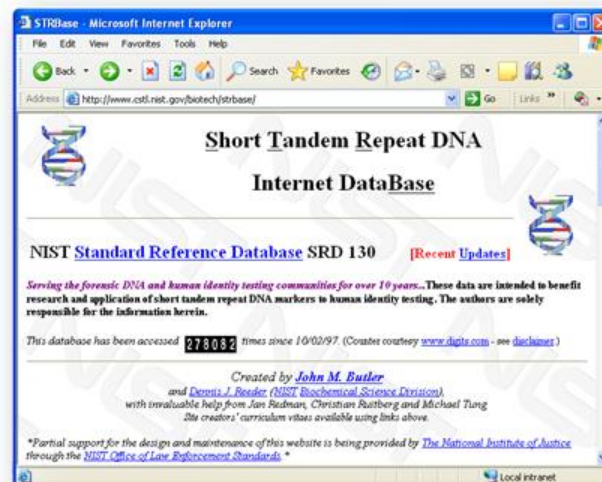 STRBase - Microsoft Internet Explorer
File Edit View Favorites Tools Help
Back Search Favorites
Address http://www.cstl.nist.gov/biotech/strbase/ Go Links »
Short Tandem Repeat DNA
Internet DataBase
NIST Standard Reference Database SRD 130 [Recent Updates]
Serving the forensic DNA and human identity testing communities for over 10 years...These data are intended to benefit
research and application of short tandem repeat DNA markers to human identity testing. The authors are solely
responsible for the information herein.
This database has been accessed 278082 times since 10/02/97. (Counter courtesy www.digits.com - see disclaimer.)
Created by John M. Butler
and Dennis J. Reeder (NIST Biochemical Science Division),
with invaluable help from Jan Redman, Christian Ruitberg and Michael Tung
Site creators' curriculum vitaes available using links above.
*Partial support for the design and maintenance of this website is being provided by The National Institute of Justice
through the NIST Office of Law Enforcement Standards. *
Local intranet